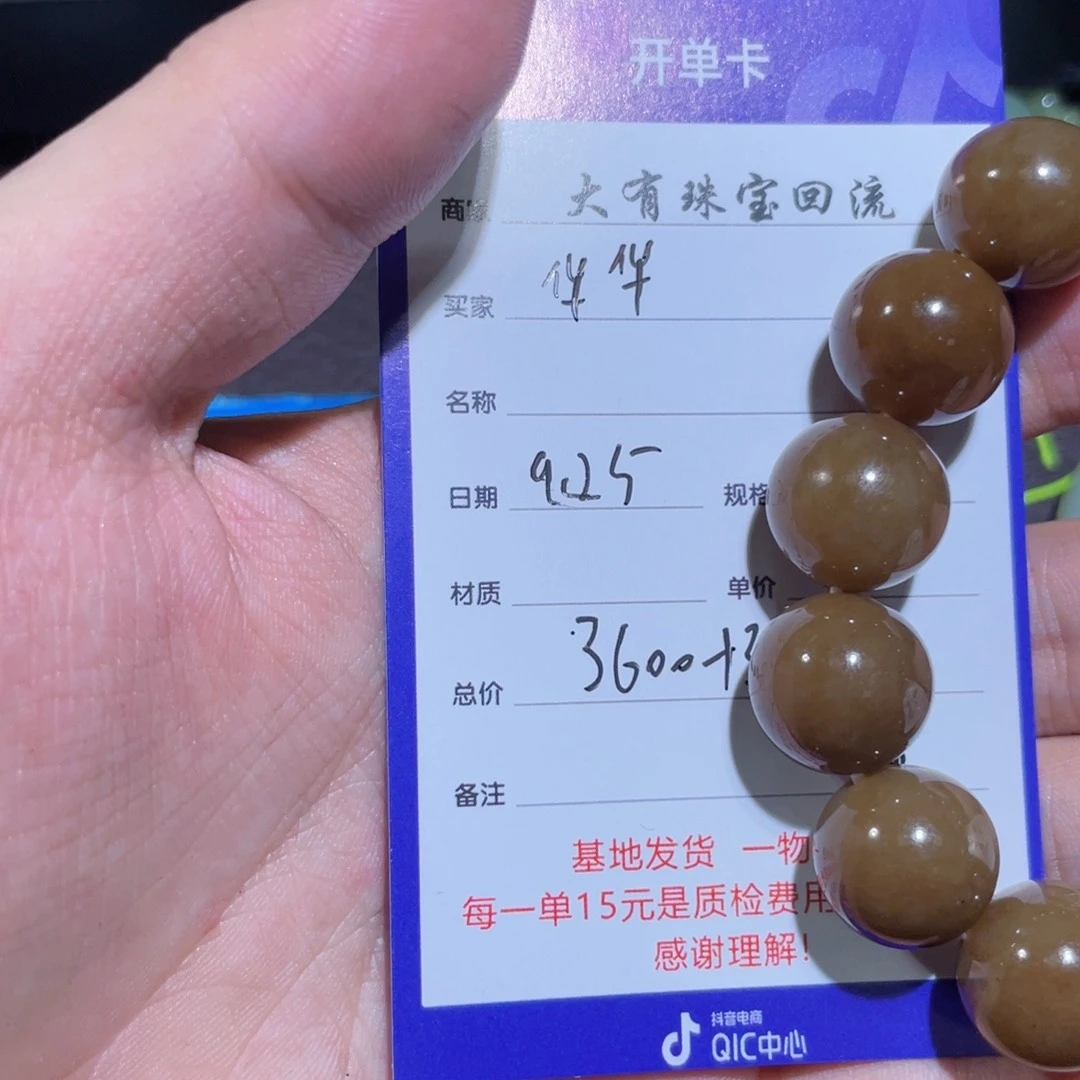 开单卡
商家 大有珠宝回流
买家
名称
日期 9.25 规格
材质 单价
总价 3600+3
备注
基地发货 一物
每一单15元是质检费用
感谢理解!
抖音电商
QIC中心